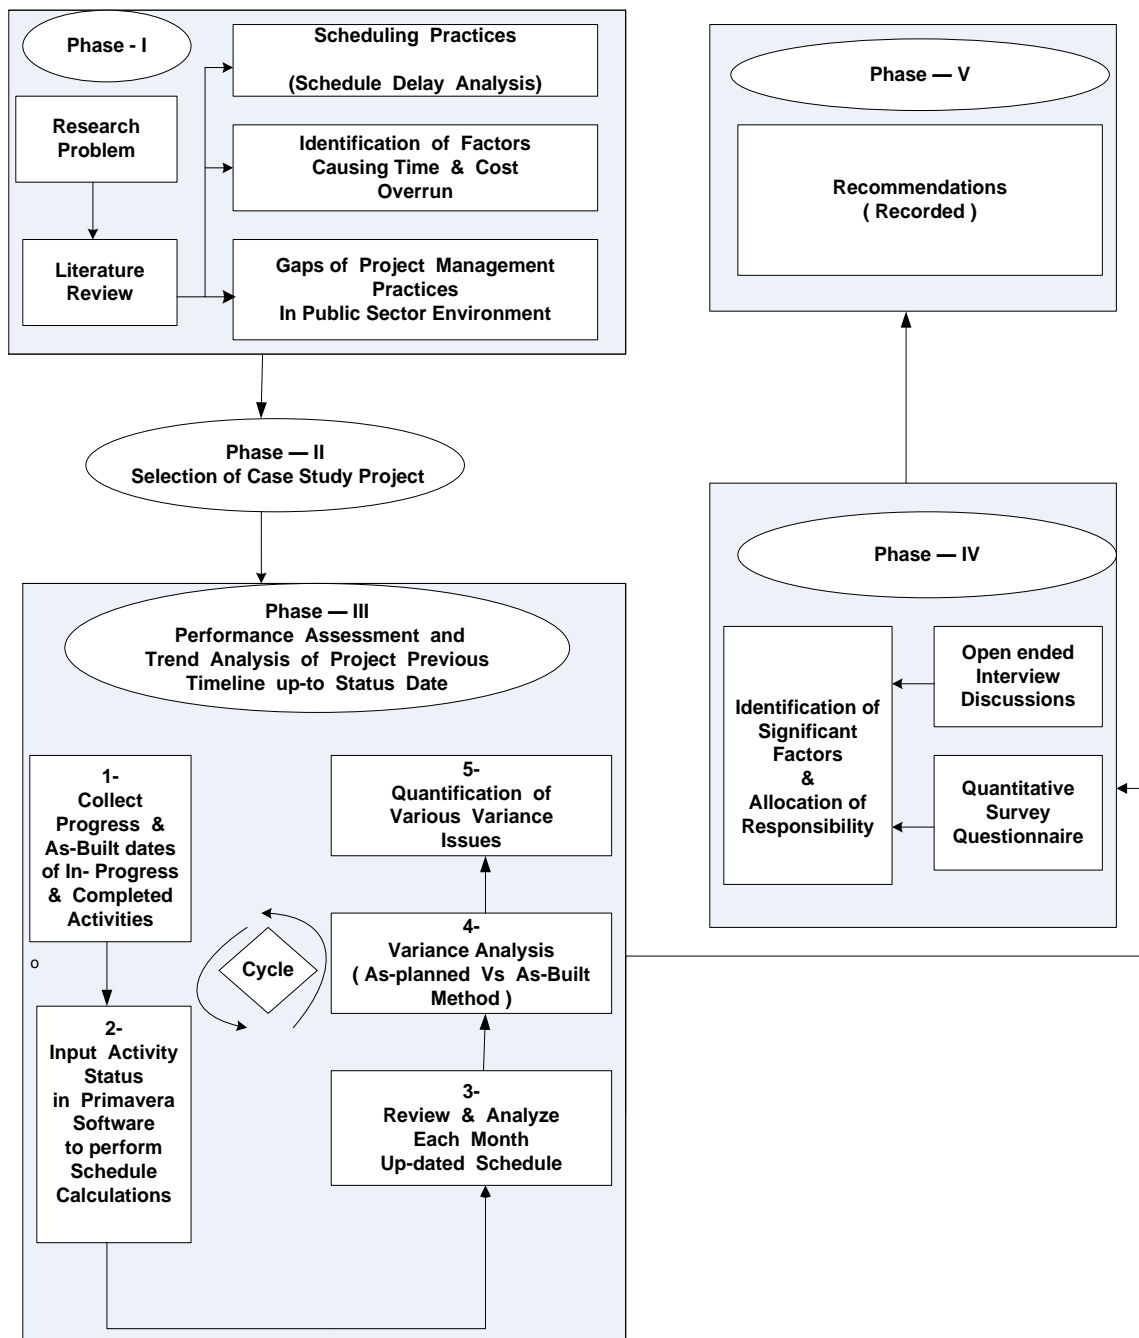 Phase - I
Research
Problem
Literature
Review
Scheduling Practices
(Schedule Delay Analysis)
Identification of Factors
Causing Time & Cost
Overrun
Gaps of Project Management
Practices
In Public Sector Environment
Phase — II
Selection of Case Study Project
Phase — III
Performance Assessment and
Trend Analysis of Project Previous
Timeline up-to Status Date
1-
Collect
Progress &
As-Built dates
of In- Progress
& Completed
Activities
o
2-
Input Activity
Status
in Primavera
Software
to perform
Schedule
Calculations
Cycle
3-
Review & Analyze
Each Month
Up-dated Schedule
4-
Variance Analysis
( As-planned Vs As-Built
Method )
5-
Quantification of
Various Variance
Issues
Phase — IV
Identification of
Significant
Factors
&
Allocation of
Responsibility
Open ended
Interview
Discussions
Quantitative
Survey
Questionnaire
Phase — V
Recommendations
( Recorded )